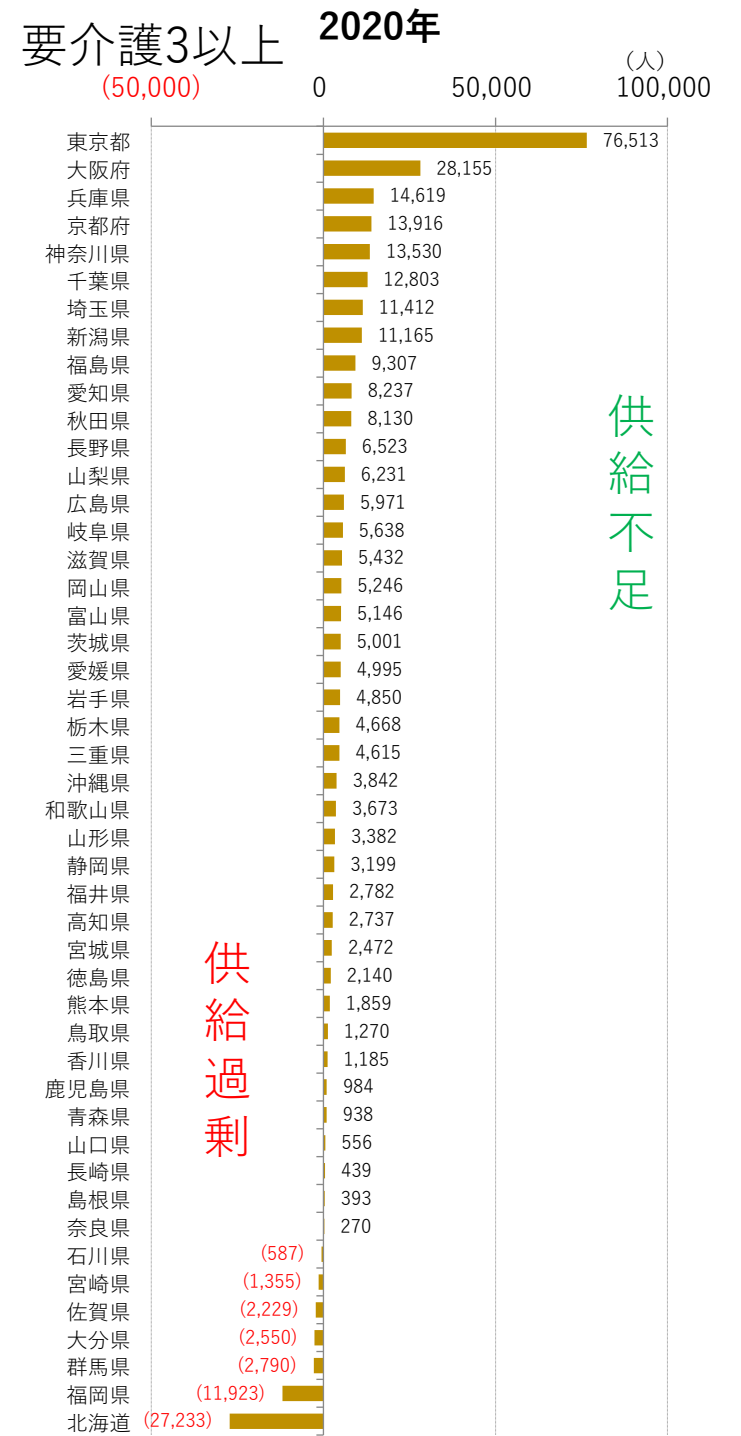 要介護3以上
2020年
（人）
(50,000) 0 50,000 100,000
東京都 76,513
大阪府 28,155
兵庫県 14,619
京都府 13,916
神奈川県 13,530
千葉県 12,803
埼玉県 11,412
新潟県 11,165
福島県 9,307
愛知県 8,237
秋田県 8,130
長野県 6,523
山梨県 6,231
広島県 5,971
岐阜県 5,638
滋賀県 5,432
岡山県 5,246
富山県 5,146
茨城県 5,001
愛媛県 4,995
岩手県 4,850
栃木県 4,668
三重県 4,615
沖縄県 3,842
和歌山県 3,673
山形県 3,382
静岡県 3,199
福井県 2,782
高知県 2,737
宮城県 2,472
徳島県 2,140
熊本県 1,859
鳥取県 1,270
香川県 1,185
鹿児島県 984
青森県 938
山口県 556
長崎県 439
島根県 393
奈良県 270
石川県 (587)
宮崎県 (1,355)
佐賀県 (2,229)
大分県 (2,550)
群馬県 (2,790)
福岡県 (11,923)
北海道 (27,233)
供給不足
供給過剰